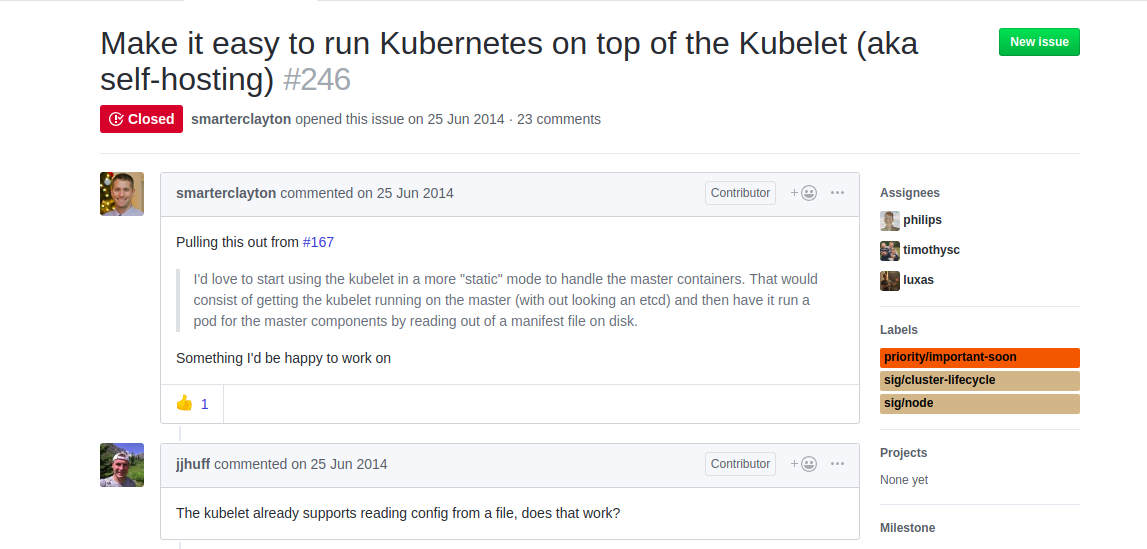 Make it easy to run Kubernetes on top of the Kubelet (aka
self-hosting) #246
New issue
Closed smarterclayton opened this issue on 25 Jun 2014 · 23 comments
smarterclayton commented on 25 Jun 2014
Contributor
Pulling this out from #167
I'd love to start using the kubelet in a more "static" mode to handle the master containers. That would
consist of getting the kubelet running on the master (with out looking an etcd) and then have it run a
pod for the master components by reading out of a manifest file on disk.
Something I'd be happy to work on
👍 1
jjhuff commented on 25 Jun 2014
Contributor
The kubelet already supports reading config from a file, does that work?
Assignees
philips
timothysc
luxas
Labels
priority/important-soon
sig/cluster-lifecycle
sig/node
Projects
None yet
Milestone